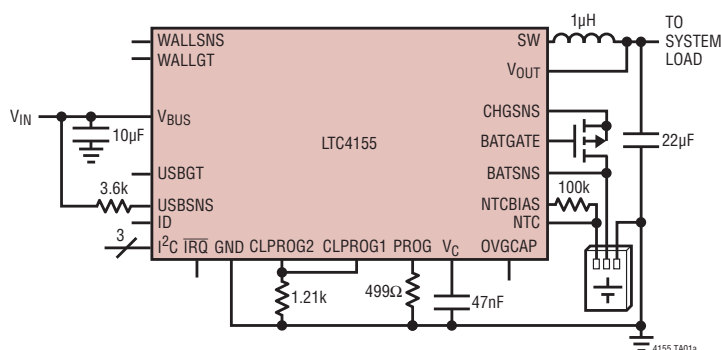 1µH
TO
SYSTEM
LOAD
WALLSNS
WALLGT
SW
VOUT
VIN
VBUS
CHGSNS
10µF
LTC4155
BATGATE
22µF
USBGT
BATSNS
3.6k
USBSNS
NTCBIAS
100k
ID
NTC
3
I2C IRQ GND CLPROG2 CLPROG1 PROG VC OVGCAP
1.21k
499Ω
47nF
4155 TA01a